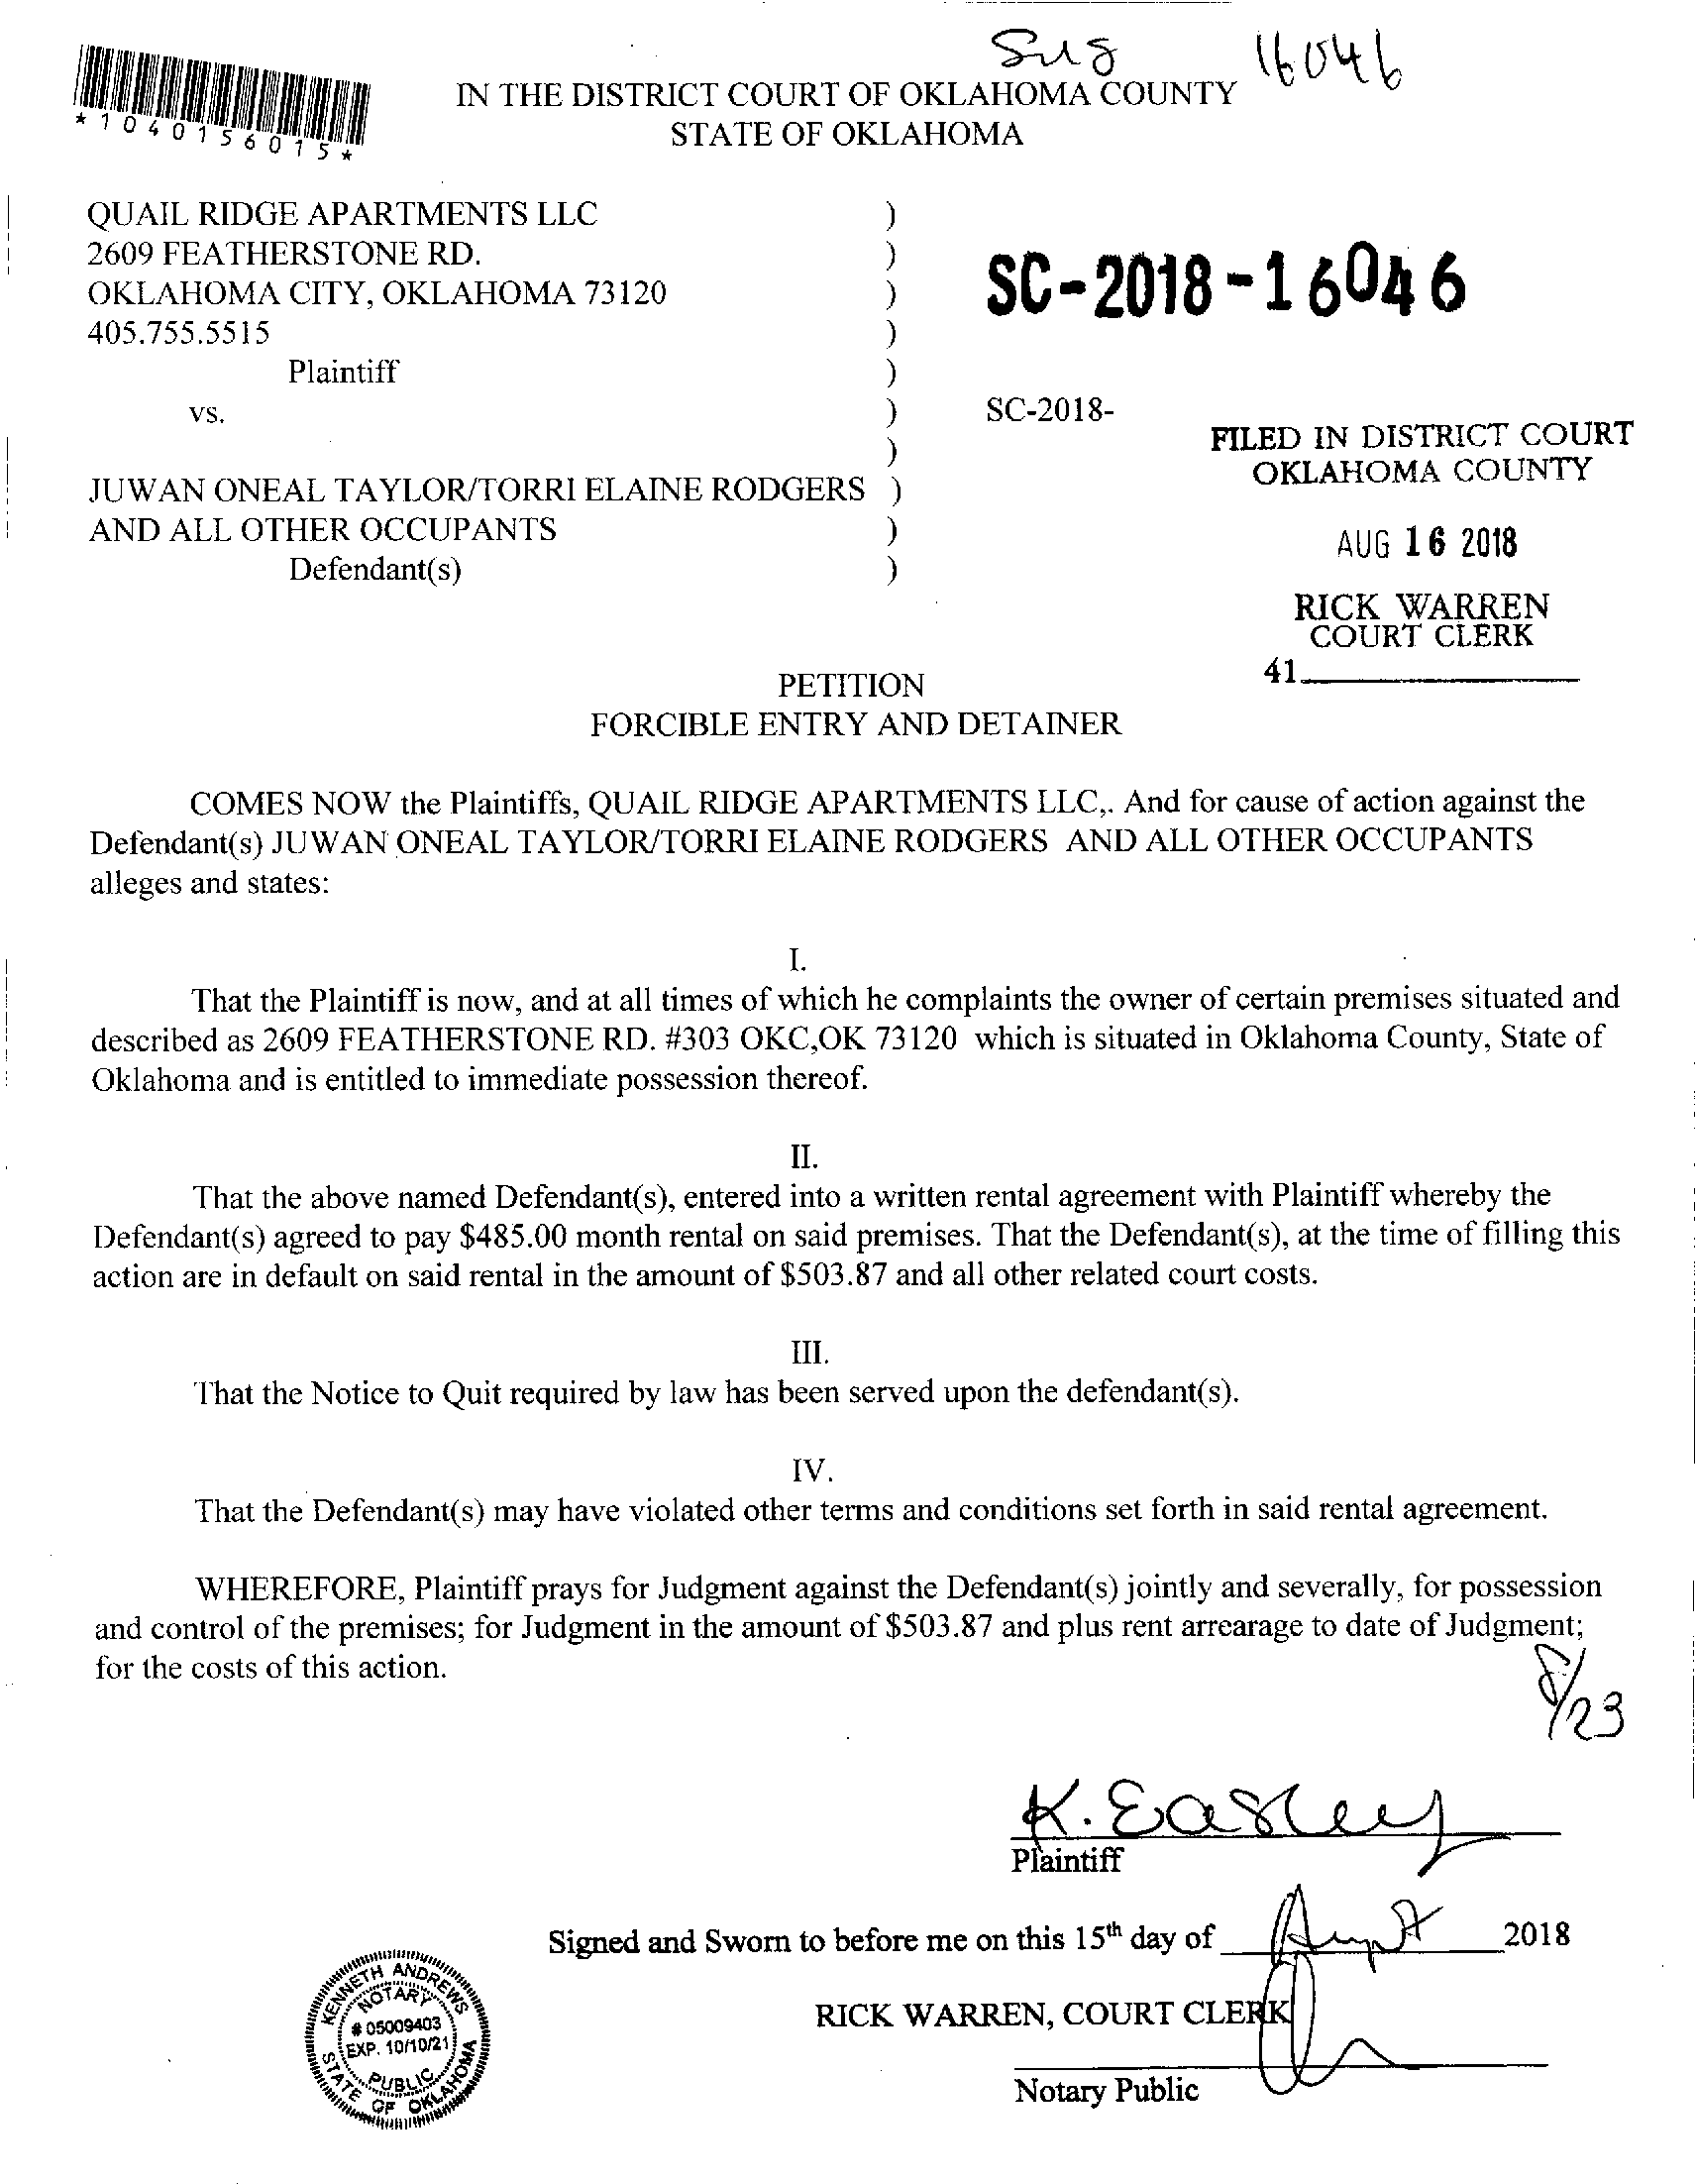 16046
IN THE DISTRICT COURT OF OKLAHOMA COUNTY
STATE OF OKLAHOMA
*1040156015*
QUAIL RIDGE APARTMENTS LLC )
2609 FEATHERSTONE RD. )
OKLAHOMA CITY, OKLAHOMA 73120 )
405.755.5515 )
Plaintiff )
vs. )
)
JUWAN ONEAL TAYLOR/TORRI ELAINE RODGERS )
AND ALL OTHER OCCUPANTS )
Defendant(s) )
SC-2018-16046
SC-2018-
FILED IN DISTRICT COURT
OKLAHOMA COUNTY
AUG 16 2018
RICK WARREN
COURT CLERK
41
PETITION
FORCIBLE ENTRY AND DETAINER
COMES NOW the Plaintiffs, QUAIL RIDGE APARTMENTS LLC,. And for cause of action against the
Defendant(s) JUWAN ONEAL TAYLOR/TORRI ELAINE RODGERS AND ALL OTHER OCCUPANTS
alleges and states:
I.
That the Plaintiff is now, and at all times of which he complaints the owner of certain premises situated and
described as 2609 FEATHERSTONE RD. #303 OKC,OK 73120 which is situated in Oklahoma County, State of
Oklahoma and is entitled to immediate possession thereof.
II.
That the above named Defendant(s), entered into a written rental agreement with Plaintiff whereby the
Defendant(s) agreed to pay $485.00 month rental on said premises. That the Defendant(s), at the time of filling this
action are in default on said rental in the amount of $503.87 and all other related court costs.
III.
That the Notice to Quit required by law has been served upon the defendant(s).
IV.
That the Defendant(s) may have violated other terms and conditions set forth in said rental agreement.
WHEREFORE, Plaintiff prays for Judgment against the Defendant(s) jointly and severally, for possession
and control of the premises; for Judgment in the amount of $503.87 and plus rent arrearage to date of Judgment;
for the costs of this action.
8/23
K. Easley
Plaintiff
Signed and Sworn to before me on this 15th day of August 2018
RICK WARREN, COURT CLERK
Notary Public
KENNETH ANDREWS
NOTARY
# 05009403
EXP. 10/10/21
PUBLIC
STATE OF OKLAHOMA